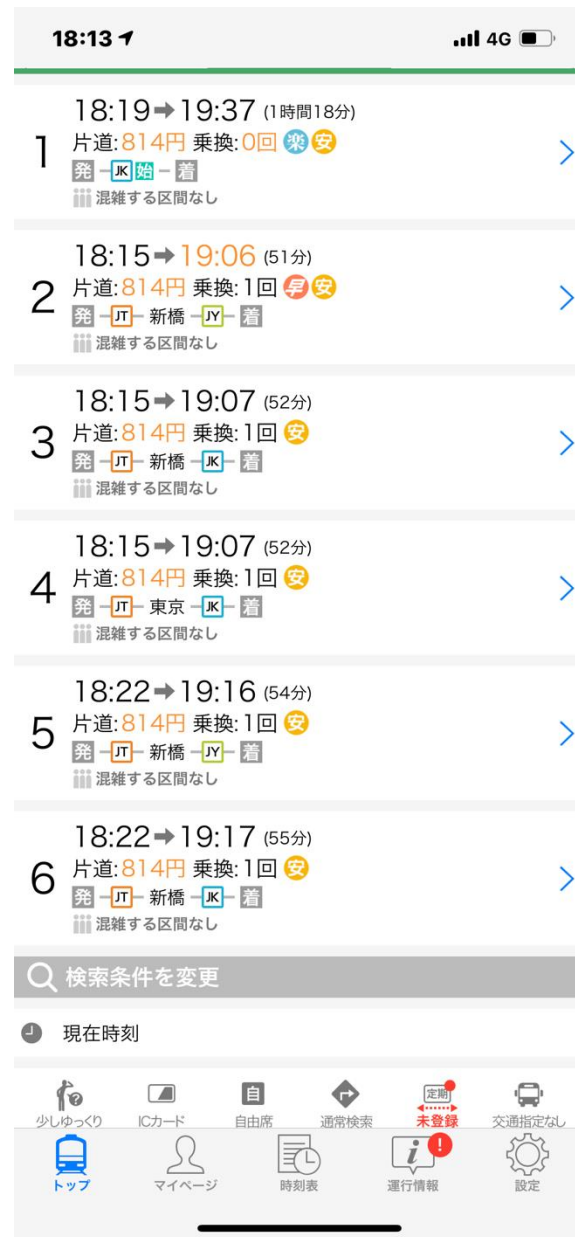 18:13
4G
1
18:19➡19:37 (1時間18分)
片道:814円 乗換:0回 楽 安
発 JK 始 着
混雑する区間なし
2
18:15➡19:06 (51分)
片道:814円 乗換:1回 早 安
発 JT 新橋 JY 着
混雑する区間なし
3
18:15➡19:07 (52分)
片道:814円 乗換:1回 安
発 JT 新橋 JK 着
混雑する区間なし
4
18:15➡19:07 (52分)
片道:814円 乗換:1回 安
発 JT 東京 JK 着
混雑する区間なし
5
18:22➡19:16 (54分)
片道:814円 乗換:1回 安
発 JT 新橋 JY 着
混雑する区間なし
6
18:22➡19:17 (55分)
片道:814円 乗換:1回 安
発 JT 新橋 JK 着
混雑する区間なし
検索条件を変更
現在時刻
自 定期
少しゆっくり ICカード 自由席 通常検索 未登録 交通指定なし
トップ マイページ 時刻表 運行情報 設定